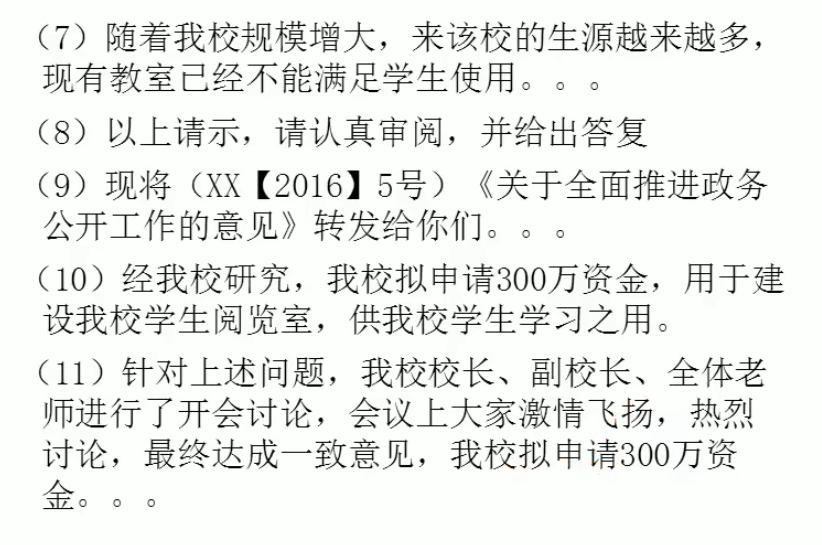 （7）随着我校规模增大，来该校的生源越来越多，
现有教室已经不能满足学生使用。。。
（8）以上请示，请认真审阅，并给出答复
（9）现将（XX【2016】5号）《关于全面推进政务
公开工作的意见》转发给你们。。。
（10）经我校研究，我校拟申请300万资金，用于建
设我校学生阅览室，供我校学生学习之用。
（11）针对上述问题，我校校长、副校长、全体老
师进行了开会讨论，会议上大家激情飞扬，热烈
讨论，最终达成一致意见，我校拟申请300万资
金。。。